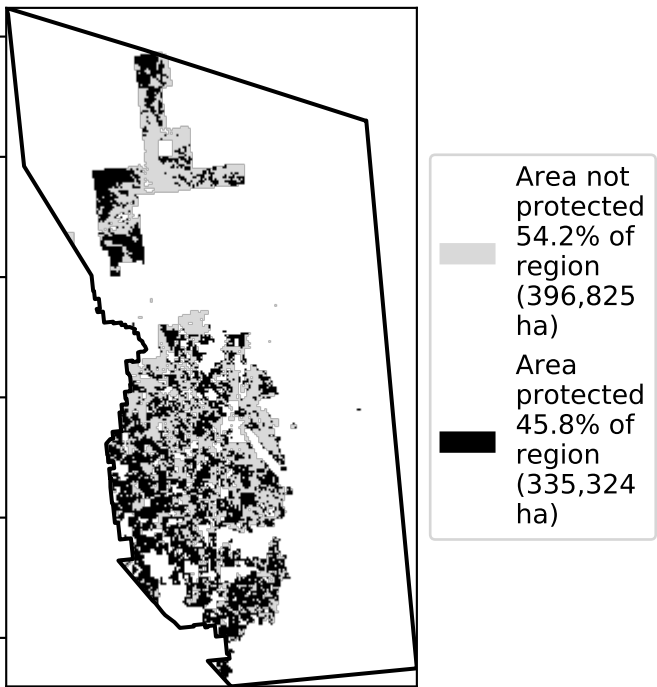 Area not
protected
54.2% of
region
(396,825
ha)
Area
protected
45.8% of
region
(335,324
ha)